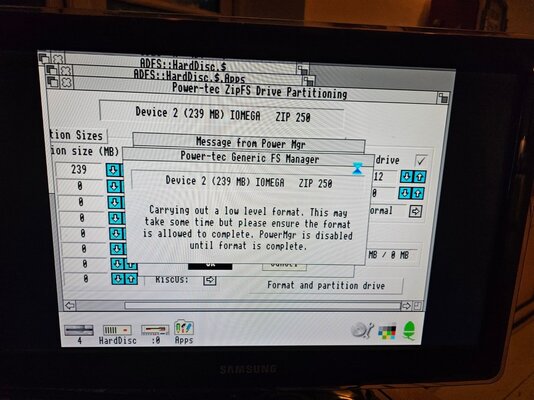 ADFS::HardDisc.$
ADFS::HardDisc.$.Apps
Power-tec ZipFS Drive Partitioning
Device 2 (239 MB) IOMEGA ZIP 250
tion Sizes
Message from Power Mgr
ion size (MB)
Power-tec Generic FS Manager
drive
239
Device 2 (239 MB) IOMEGA ZIP 250
12
0
0
0
Carrying out a low level format. This may
ormal
0
take some time but please ensure the format
0
is allowed to complete. PowerMgr is disabled
0
until format is complete.
MB / 0 MB
0
OK
0
RiscOS:
Format and partition drive
4
HardDisc
:0
Apps
SAMSUNG